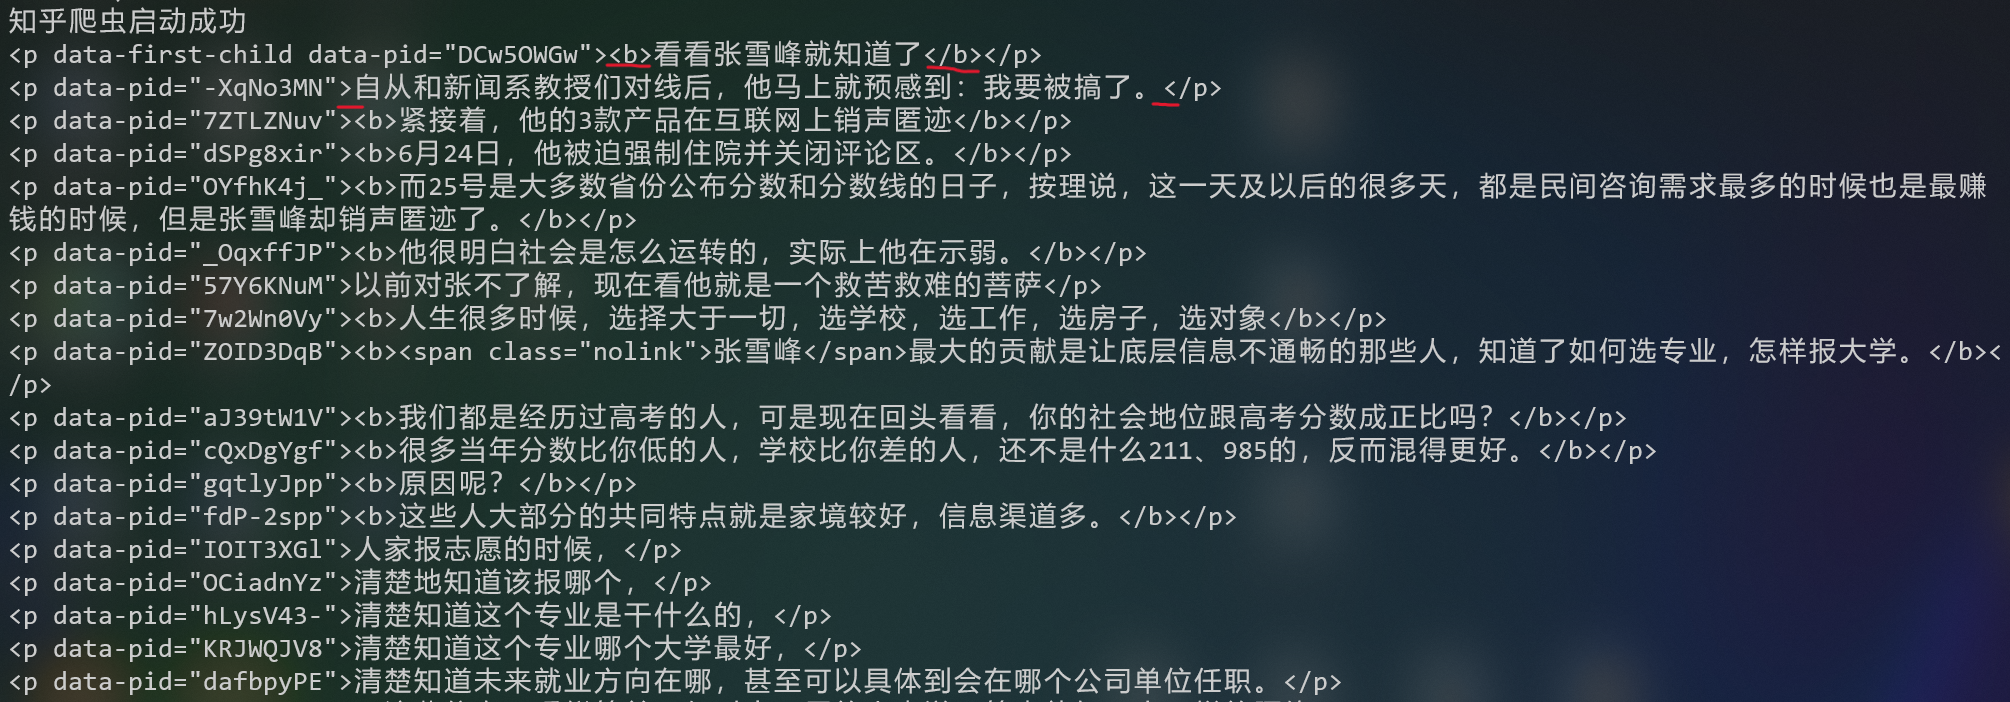 知乎爬虫启动成功
<p data-first-child data-pid="DCw5OWGw"><b>看看张雪峰就知道了</b></p>
<p data-pid="-XqNo3MN">自从和新闻系教授们对线后，他马上就预感到：我要被搞了。</p>
<p data-pid="7ZTLZNuv"><b>紧接着，他的3款产品在互联网上销声匿迹</b></p>
<p data-pid="dSPg8xir"><b>6月24日，他被迫强制住院并关闭评论区。</b></p>
<p data-pid="OYfhK4j_"><b>而25号是大多数省份公布分数和分数线的日子，按理说，这一天及以后的很多天，都是民间咨询需求最多的时候也是最赚
钱的时候，但是张雪峰却销声匿迹了。</b></p>
<p data-pid="_OqxffJP"><b>他很明白社会是怎么运转的，实际上他在示弱。</b></p>
<p data-pid="57Y6KNuM">以前对张不了解，现在看他就是一个救苦救难的菩萨</p>
<p data-pid="7w2Wn0Vy"><b>人生很多时候，选择大于一切，选学校，选工作，选房子，选对象</b></p>
<p data-pid="ZOID3DqB"><b><span class="nolink">张雪峰</span>最大的贡献是让底层信息不通畅的那些人，知道了如何选专业，怎样报大学。</b><
/p>
<p data-pid="aJ39tW1V"><b>我们都是经历过高考的人，可是现在回头看看，你的社会地位跟高考分数成正比吗？</b></p>
<p data-pid="cQxDgYgf"><b>很多当年分数比你低的人，学校比你差的人，还不是什么211、985的，反而混得更好。</b></p>
<p data-pid="gqtlyJpp"><b>原因呢？</b></p>
<p data-pid="fdP-2spp"><b>这些人大部分的共同特点就是家境较好，信息渠道多。</b></p>
<p data-pid="IOIT3XGl">人家报志愿的时候，</p>
<p data-pid="OCiadnYz">清楚地知道该报哪个，</p>
<p data-pid="hLysV43-">清楚知道这个专业是干什么的，</p>
<p data-pid="KRJWQJV8">清楚知道这个专业哪个大学最好，</p>
<p data-pid="dafbpyPE">清楚知道未来就业方向在哪，甚至可以具体到会在哪个公司单位任职。</p>